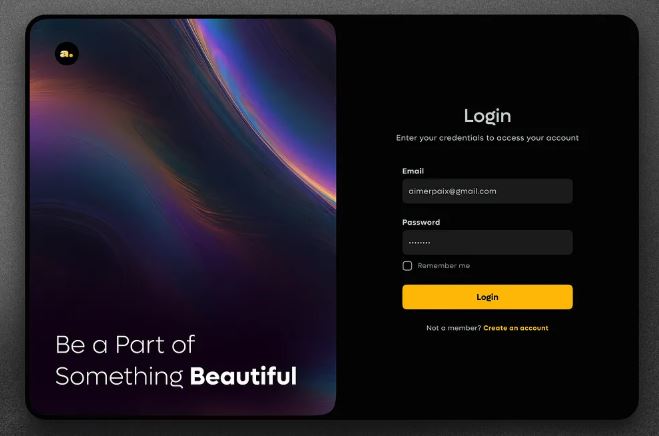 a.
Be a Part of
Something Beautiful
Login
Enter your credentials to access your account
Email
aimerpaix@gmail.com
Password
••••••••
Remember me
Login
Not a member? Create an account